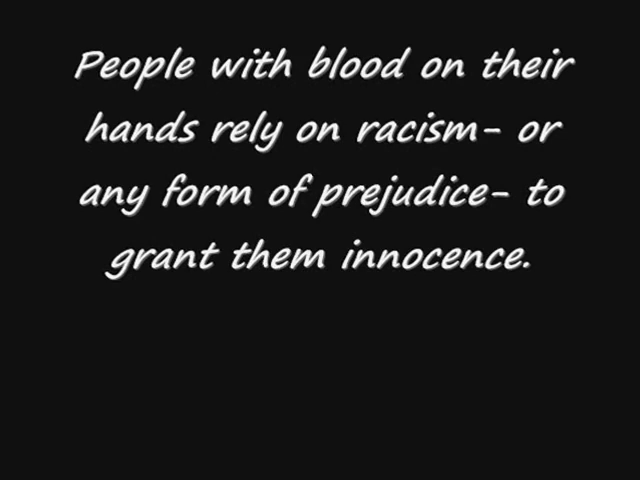 People with blood on their
hands rely on racism- or
any form of prejudice- to
grant them innocence.